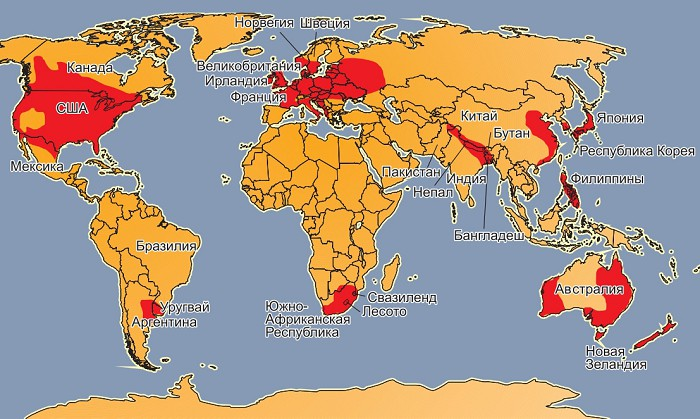 Норвегия Швеция
Великобритания
Канада
Ирландия
Франция
США
Китай
Япония
Бутан
Республика Корея
Мексика
Пакистан
Индия
Филиппины
Непал
Бангладеш
Бразилия
Австралия
Свазиленд
Уругвай
Южно-
Африканская
Республика
Лесото
Аргентина
Новая
Зеландия